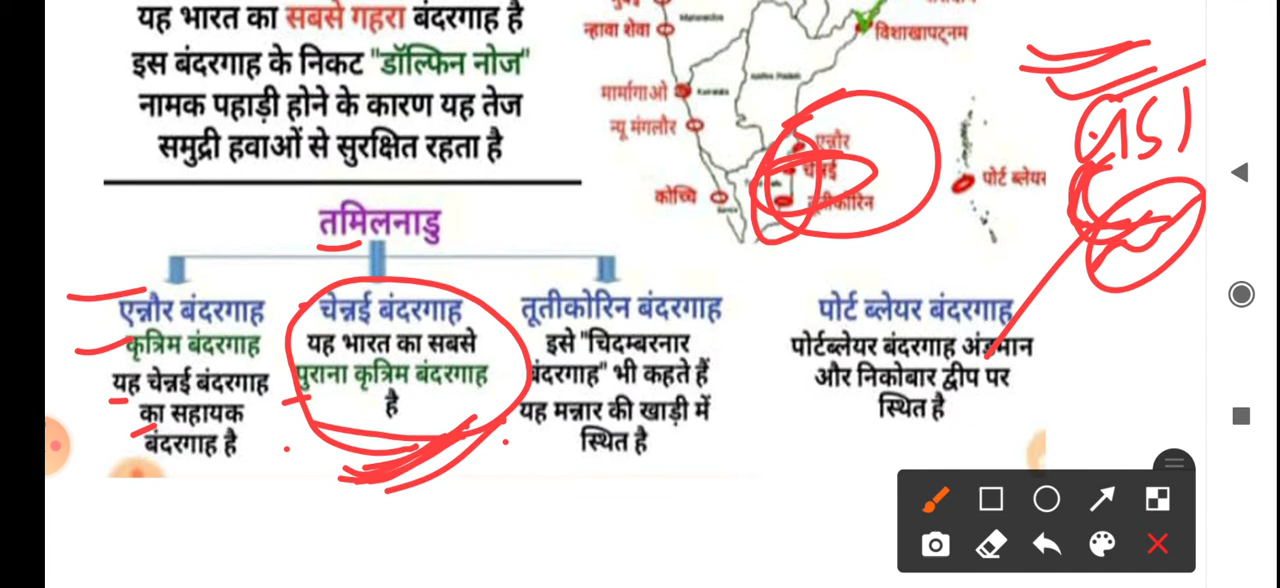 यह भारत का सबसे गहरा बंदरगाह है
इस बंदरगाह के निकट "डॉल्फिन नोज"
नामक पहाड़ी होने के कारण यह तेज
समुद्री हवाओं से सुरक्षित रहता है
न्हावा शेवा
विशाखापट्नम
मार्मागाओ
न्यू मंगलौर
एन्नौर
चेन्नई
कोच्चि
तूतीकोरिन
पोर्ट ब्लेयर
बड़ा
तमिलनाडु
एन्नौर बंदरगाह
कृत्रिम बंदरगाह
यह चेन्नई बंदरगाह
का सहायक
बंदरगाह है
चेन्नई बंदरगाह
यह भारत का सबसे
पुराना कृत्रिम बंदरगाह
है
तूतीकोरिन बंदरगाह
इसे "चिदम्बरनार
बंदरगाह" भी कहते हैं
यह मन्नार की खाड़ी में
स्थित है
पोर्ट ब्लेयर बंदरगाह
पोर्टब्लेयर बंदरगाह अंडमान
और निकोबार द्वीप पर
स्थित है